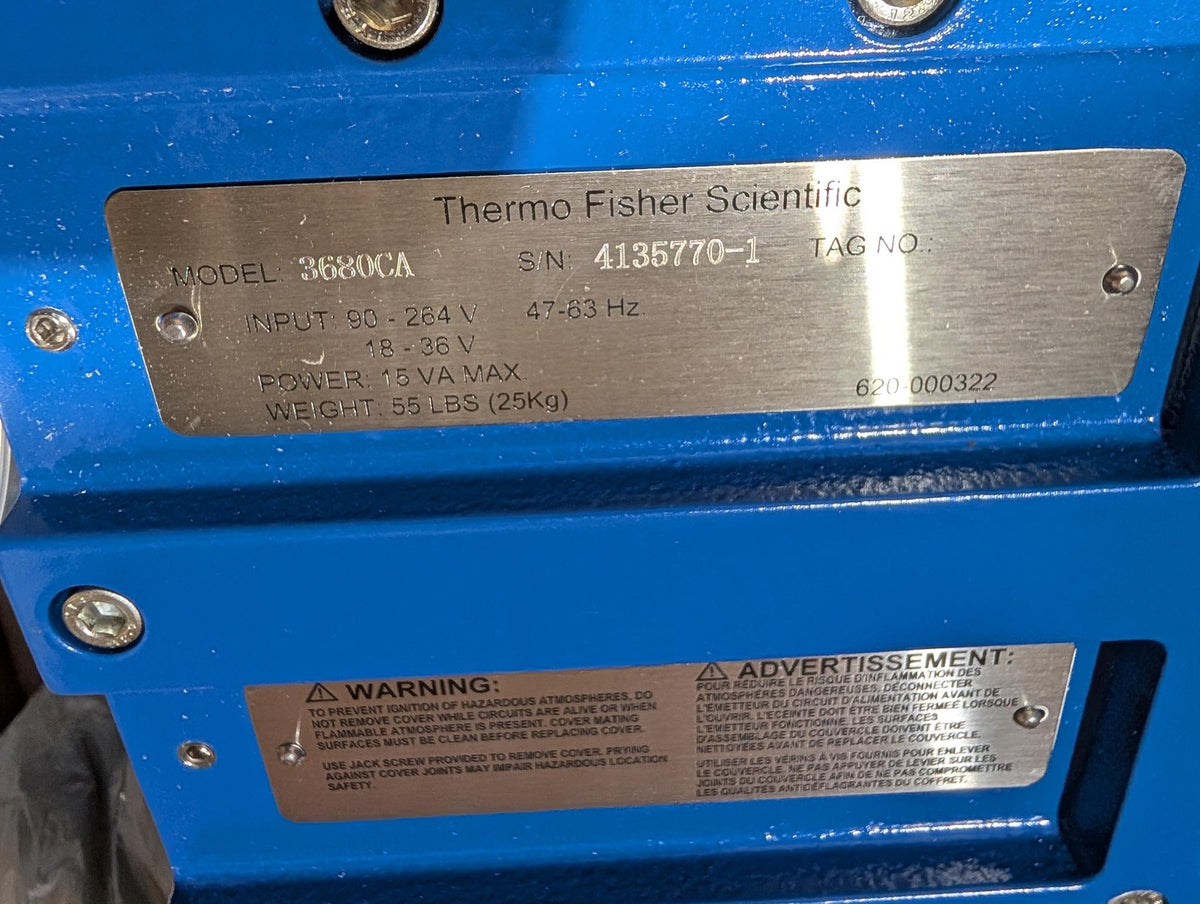 Thermo Fisher Scientific
MODEL: 3680CA S/N: 4135770-1 TAG NO.:
INPUT: 90 - 264 V 47-63 Hz.
18 - 36 V
POWER: 15 VA MAX.
WEIGHT: 55 LBS (25Kg)
620-000322
⚠ WARNING:
TO PREVENT IGNITION OF HAZARDOUS ATMOSPHERES, DO
NOT REMOVE COVER WHILE CIRCUITS ARE ALIVE OR WHEN
FLAMMABLE ATMOSPHERE IS PRESENT. COVER MATING
SURFACES MUST BE CLEAN BEFORE REPLACING COVER.
USE JACK SCREW PROVIDED TO REMOVE COVER. PRYING
AGAINST COVER JOINTS MAY IMPAIR HAZARDOUS LOCATION
SAFETY.
⚠ ADVERTISSEMENT:
POUR REDUIRE LE RISQUE D'INFLAMMATION DES
ATMOSPHÈRES DANGEREUSES, DÉCONNECTER
L'EMETTEUR DU CIRCUIT D'ALIMENTATION AVANT DE
L'OUVRIR. L'ECEINTE DOIT ÊTRE BIEN FERMEÉ LORSQUE
L'EMETTEUR FONCTIONNE. LES SURFACES
D'ASSEMBLAGE DU COUVERCLE DOIVENT ETRE
NETTOYÉES AVANT DE REPLACER LE COUVERCLE.
UTILISER LES VERINS A VIS FOURNIS POUR ENLEVER
LE COUVERCLE. NE PAS APPUYER DE LEVIER SUR LES
JOINTS DU COUVERCLE AFIN DE NE PAS COMPROMETTRE
LES QUALITÉS ANTIDÉFLAGRANTES DU COFFRET.